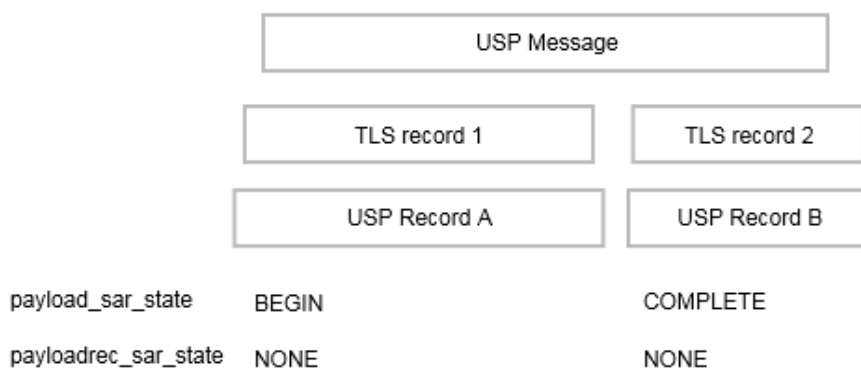 USP Message
TLS record 1 TLS record 2
USP Record A USP Record B
payload_sar_state BEGIN COMPLETE
payloadrec_sar_state NONE NONE